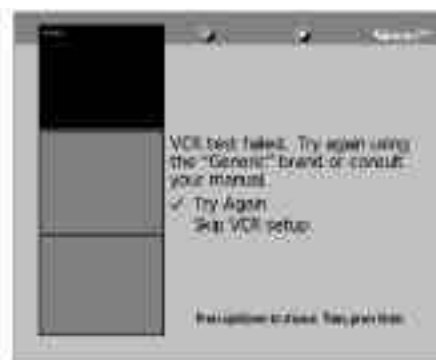 VCR test failed. Try again using
the "Generic" brand or consult
your manual.
✓ Try Again
Skip VCR setup